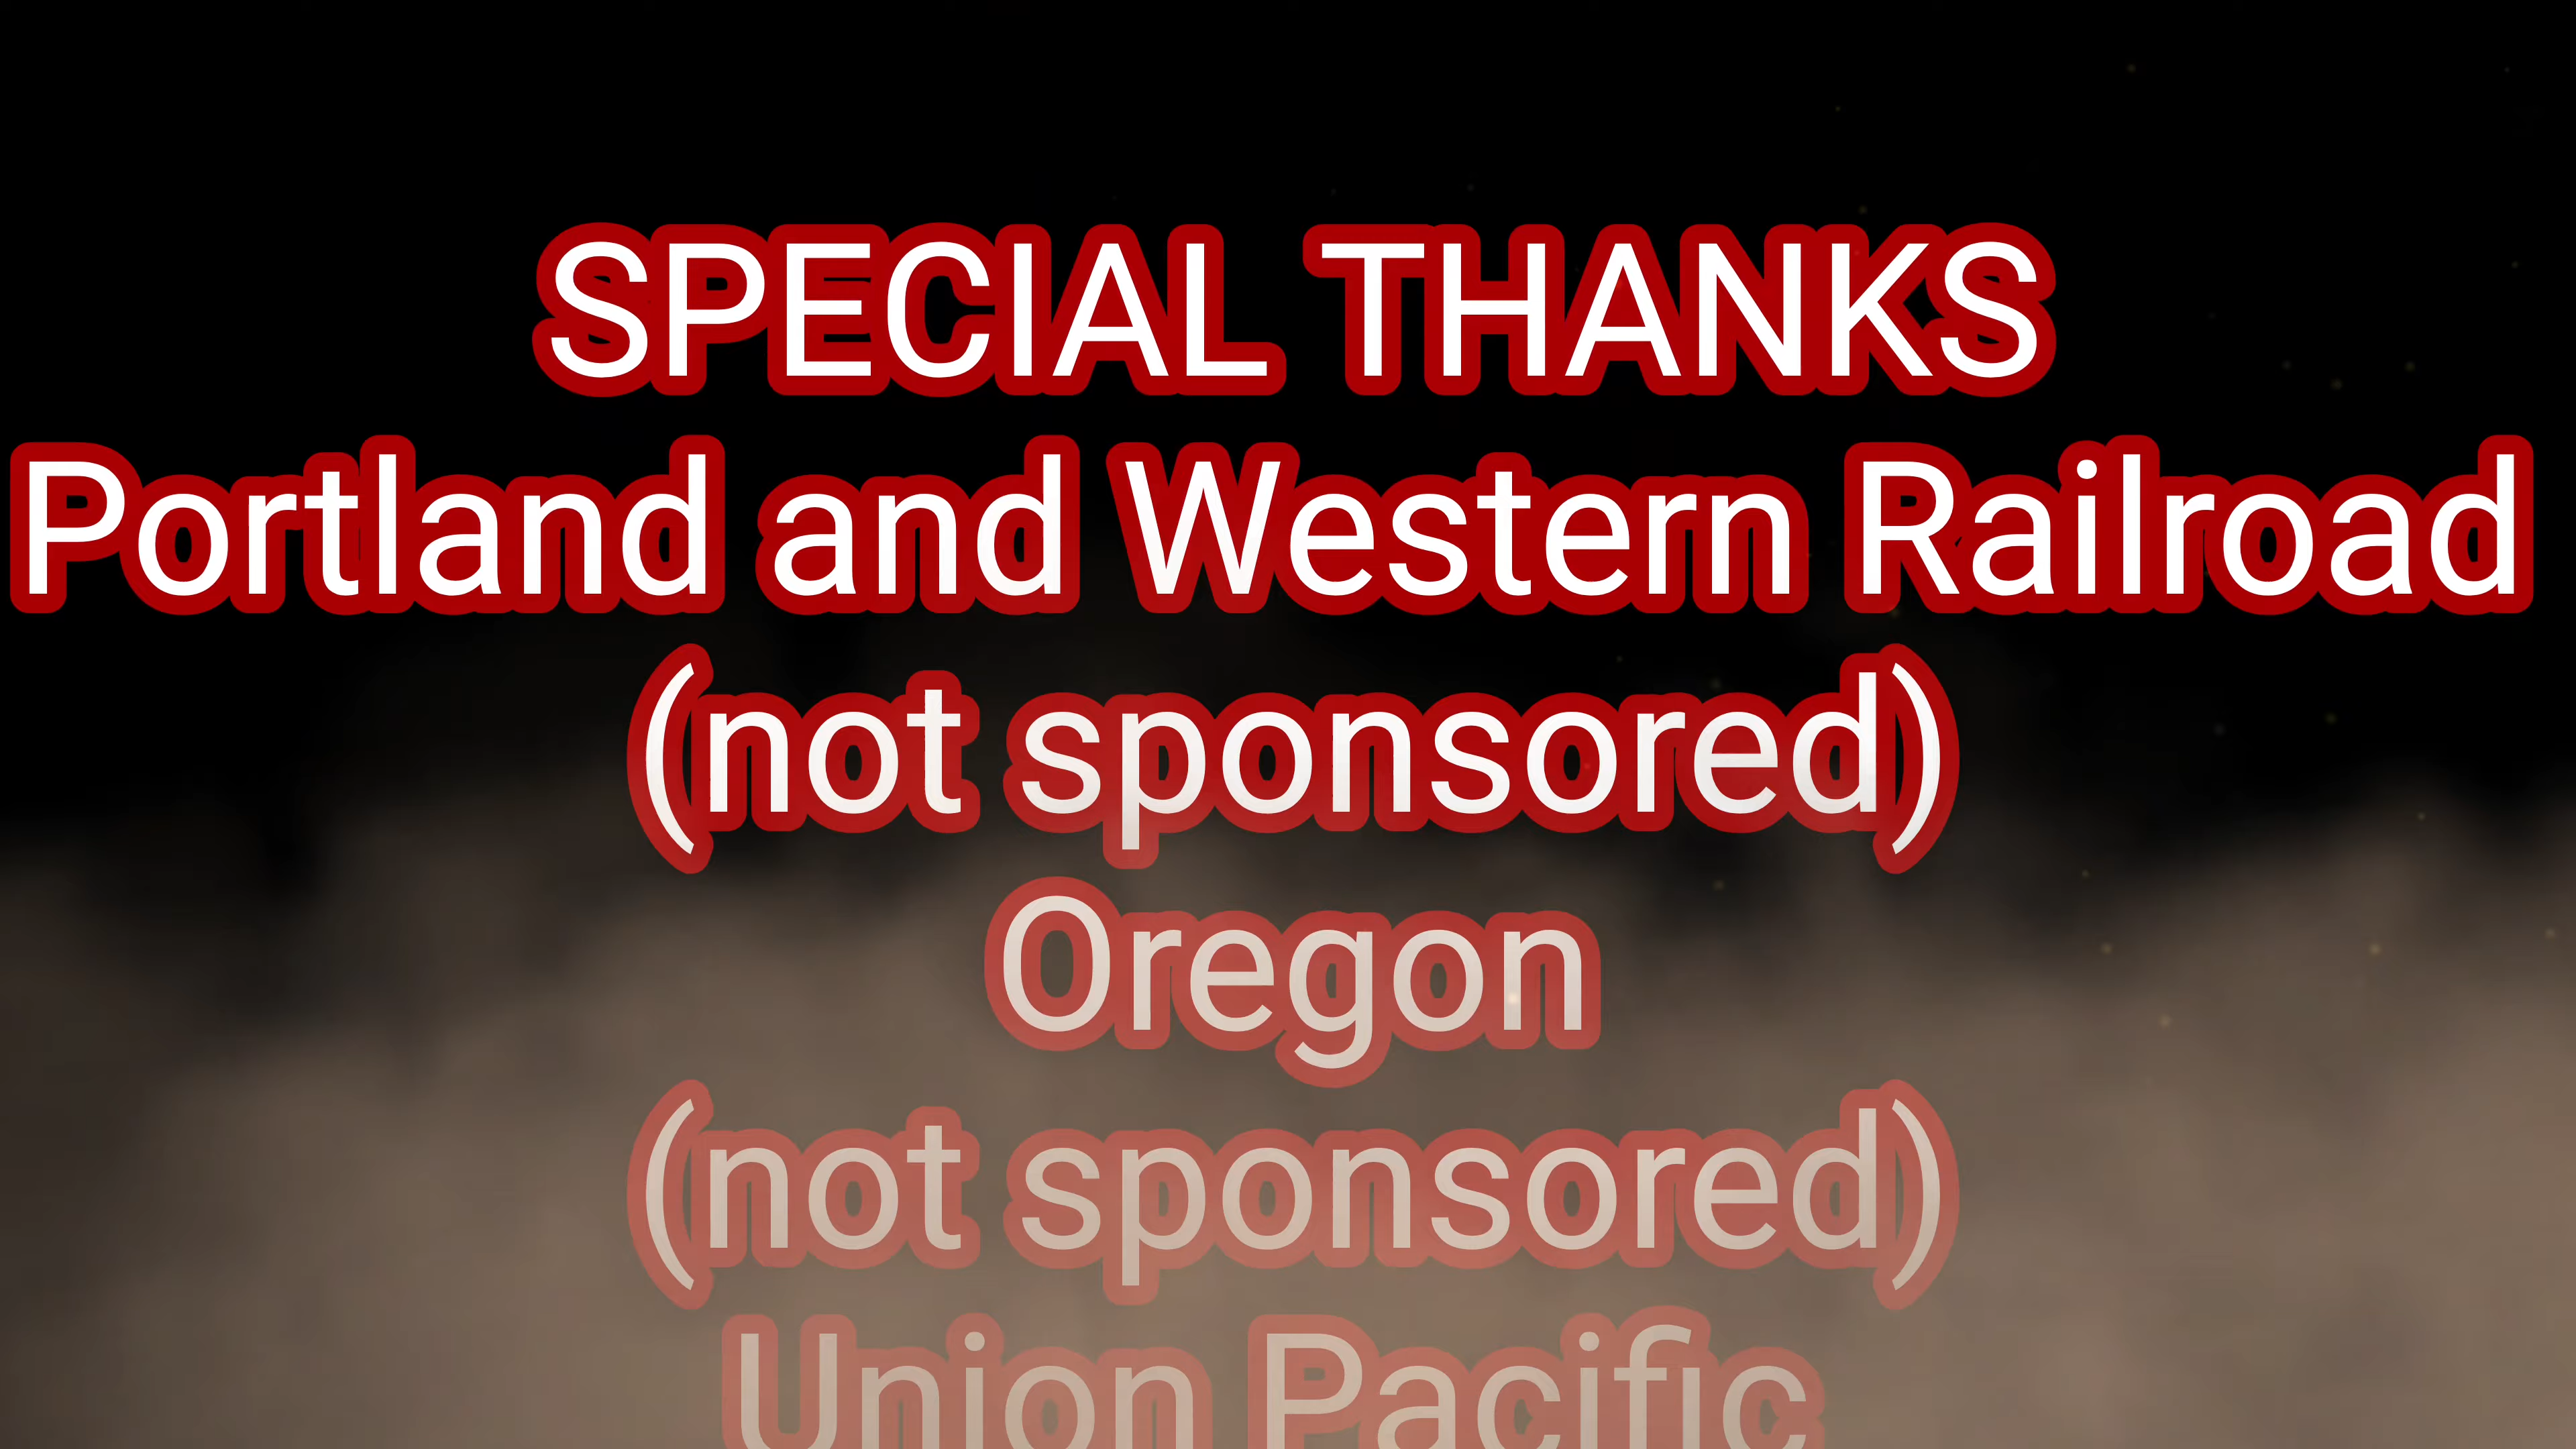 SPECIAL THANKS
Portland and Western Railroad
(not sponsored)
Oregon
(not sponsored)
Union Pacific